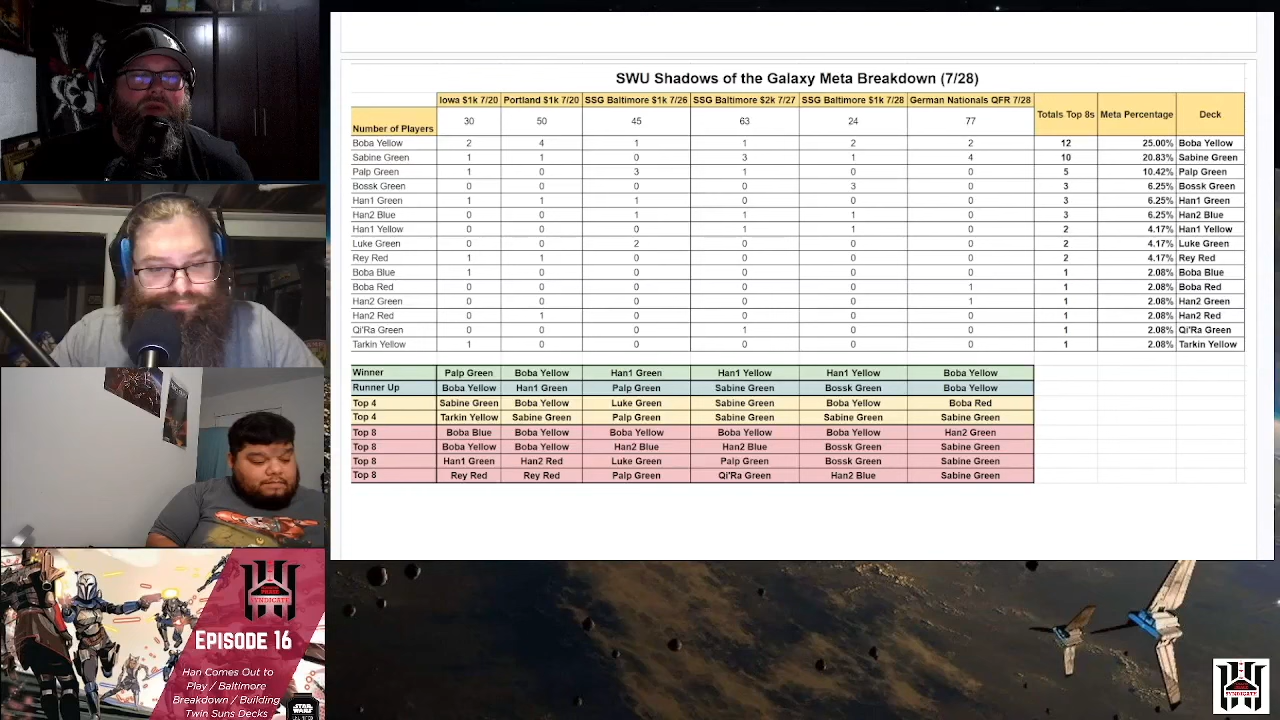 SWU Shadows of the Galaxy Meta Breakdown (7/28)
Iowa $1k 7/20 Portland $1k 7/20 SSG Baltimore $1k 7/26 SSG Baltimore $2k 7/27 SSG Baltimore $1k 7/28 German Nationals QFR 7/28 Totals Top 8s Meta Percentage Deck
Number of Players 30 50 45 63 24 77
Boba Yellow 2 4 1 1 2 2 12 25.00% Boba Yellow
Sabine Green 1 1 0 3 1 4 10 20.83% Sabine Green
Palp Green 1 0 3 1 0 0 5 10.42% Palp Green
Bossk Green 0 0 0 0 3 0 3 6.25% Bossk Green
Han1 Green 1 1 1 0 0 0 3 6.25% Han1 Green
Han2 Blue 0 0 1 1 1 0 3 6.25% Han2 Blue
Han1 Yellow 0 0 0 1 1 0 2 4.17% Han1 Yellow
Luke Green 0 0 2 0 0 0 2 4.17% Luke Green
Rey Red 1 1 0 0 0 0 2 4.17% Rey Red
Boba Blue 1 0 0 0 0 0 1 2.08% Boba Blue
Boba Red 0 0 0 0 0 1 1 2.08% Boba Red
Han2 Green 0 0 0 0 0 1 1 2.08% Han2 Green
Han2 Red 0 1 0 0 0 0 1 2.08% Han2 Red
Qi'Ra Green 0 0 0 1 0 0 1 2.08% Qi'Ra Green
Tarkin Yellow 1 0 0 0 0 0 1 2.08% Tarkin Yellow
Winner Palp Green Boba Yellow Han1 Green Han1 Yellow Han1 Yellow Boba Yellow
Runner Up Boba Yellow Han1 Green Palp Green Sabine Green Bossk Green Boba Yellow
Top 4 Sabine Green Boba Yellow Luke Green Sabine Green Boba Yellow Boba Red
Top 4 Tarkin Yellow Sabine Green Palp Green Sabine Green Sabine Green Sabine Green
Top 8 Boba Blue Boba Yellow Boba Yellow Boba Yellow Boba Yellow Han2 Green
Top 8 Boba Yellow Boba Yellow Han2 Blue Han2 Blue Bossk Green Sabine Green
Top 8 Han1 Green Han2 Red Luke Green Palp Green Bossk Green Sabine Green
Top 8 Rey Red Rey Red Palp Green Qi'Ra Green Han2 Blue Sabine Green
SYNDICATE
EPISODE 16
Han Comes Out to
Play / Baltimore
Breakdown / Building
Twin Suns Decks
STAR
WARS